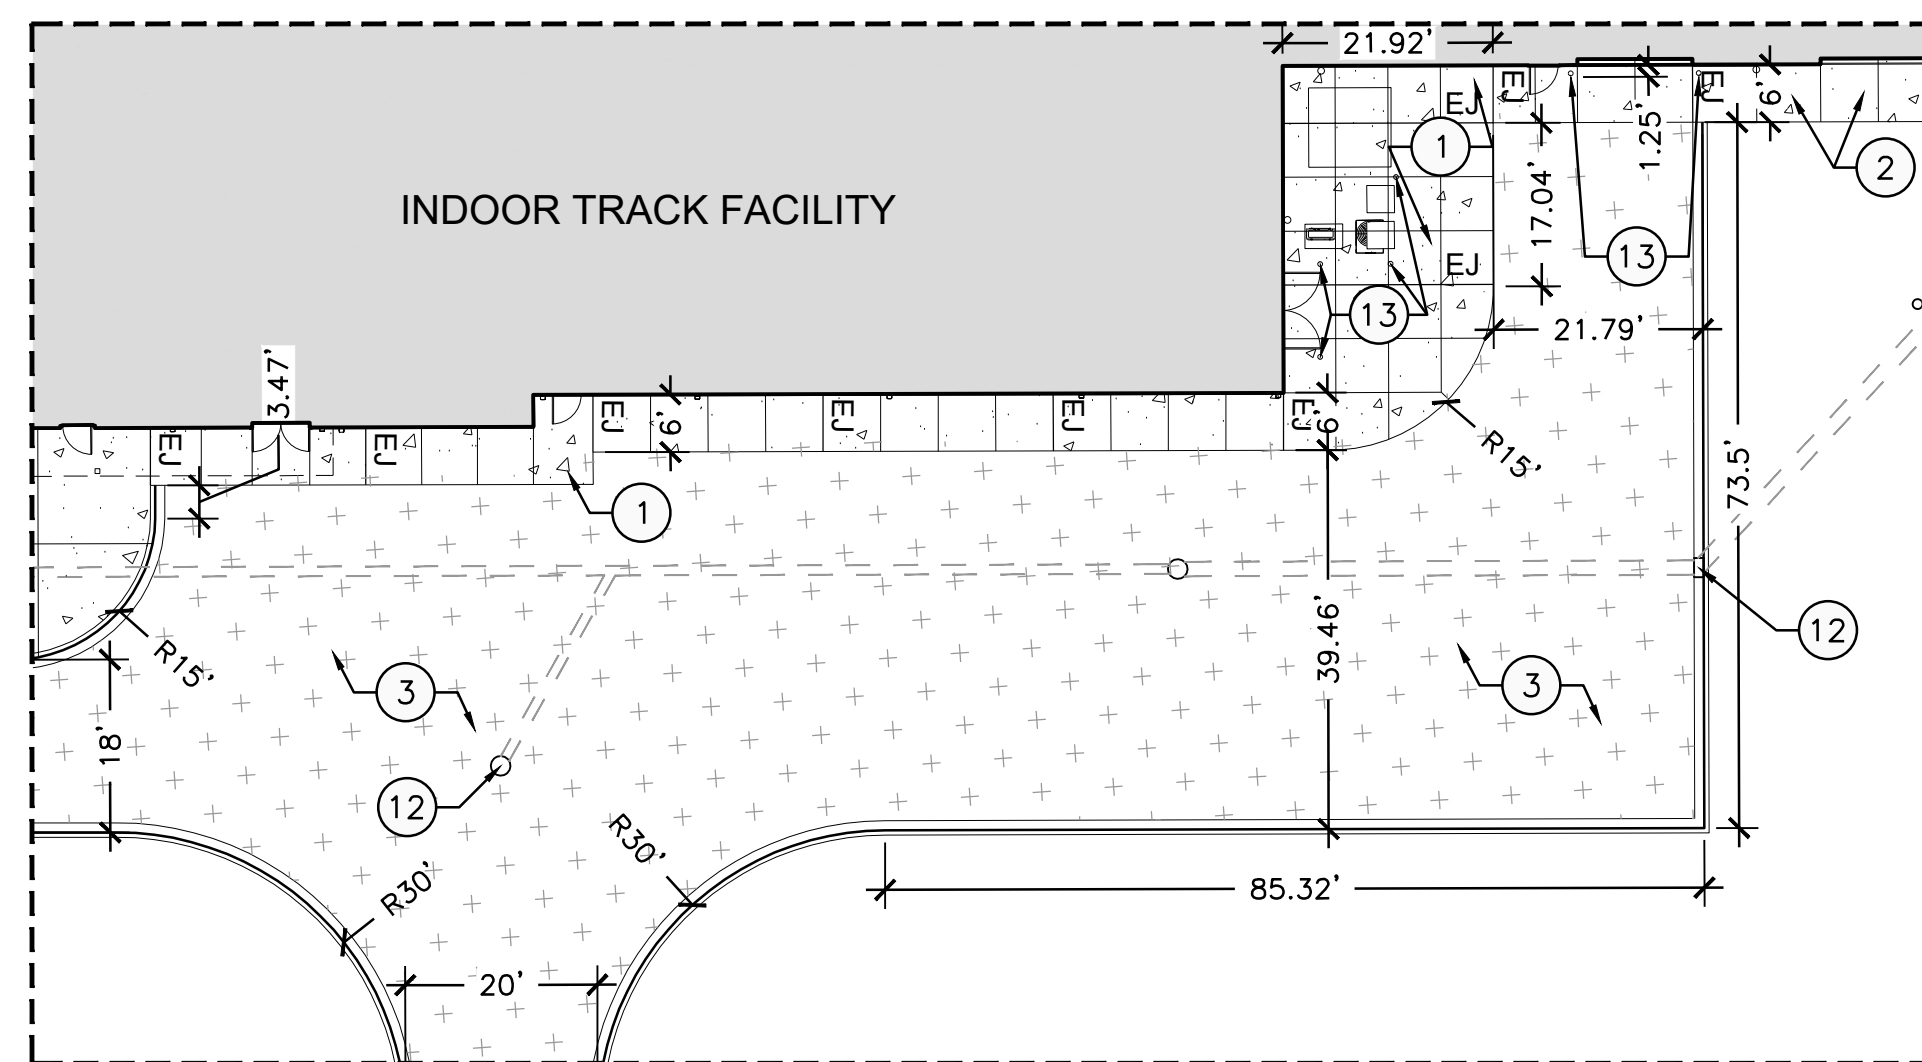 21.92'
EJ
EJ
6'
EJ
1
1.25'
2
INDOOR TRACK FACILITY
17.04'
13
EJ
13
21.79'
3.47'
EJ
EJ
EJ
6'
EJ
EJ
EJ
6'
R15'
73.5'
1
12
R15'
39.46'
3
3
18'
12
R30'
R30'
85.32'
20'